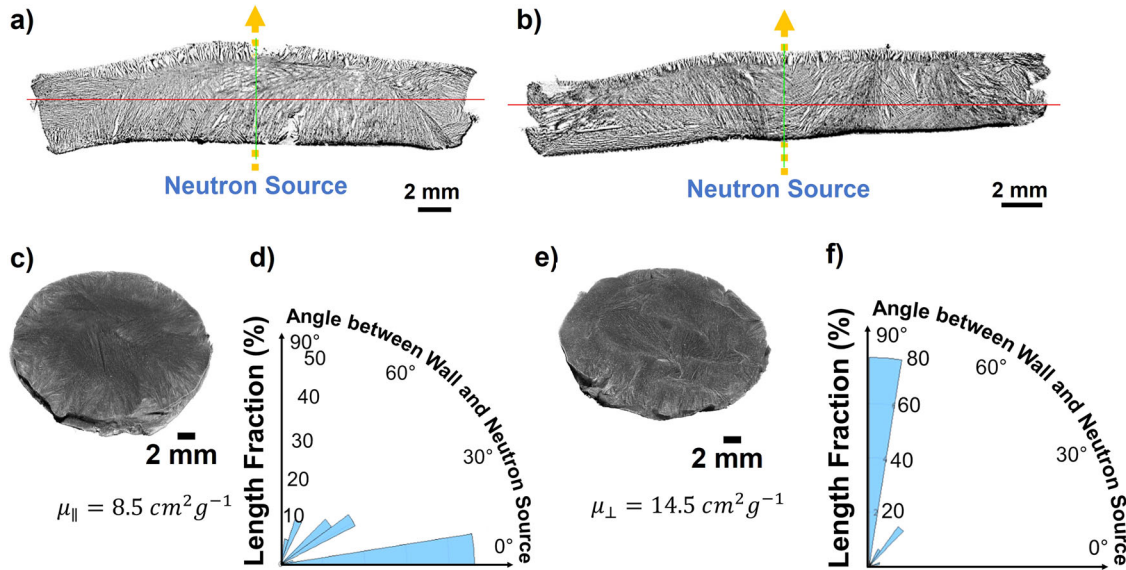 a)
Neutron Source
2 mm
b)
Neutron Source
2 mm
c)
2 mm
μ∥ = 8.5 cm²g⁻¹
d)
Length Fraction (%)
Angle between Wall and Neutron Source
90°
60°
30°
0°
50
40
30
20
10
e)
2 mm
μ⊥ = 14.5 cm²g⁻¹
f)
Length Fraction (%)
Angle between Wall and Neutron Source
90°
60°
30°
0°
80
60
40
20